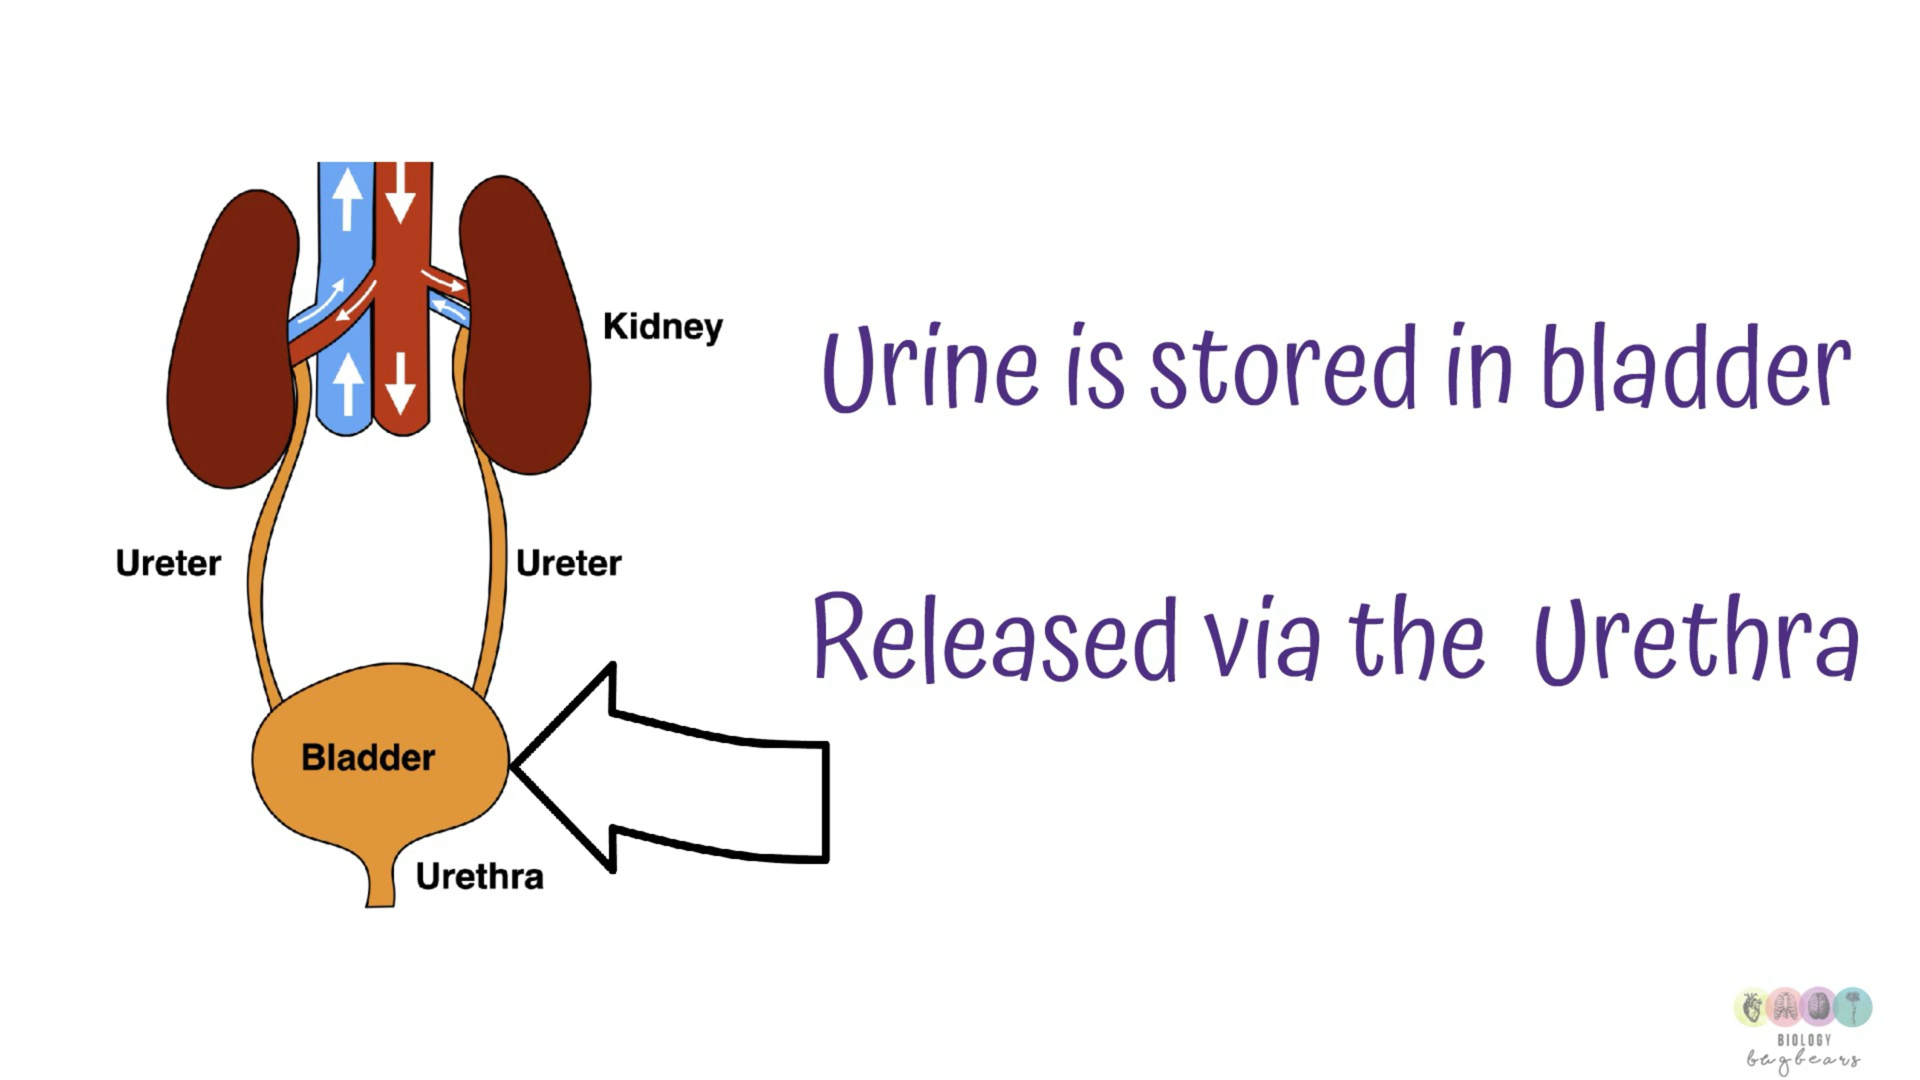 Kidney
Urine is stored in bladder
Ureter
Ureter
Released via the Urethra
Bladder
Urethra
BIOLOGY
bugbears